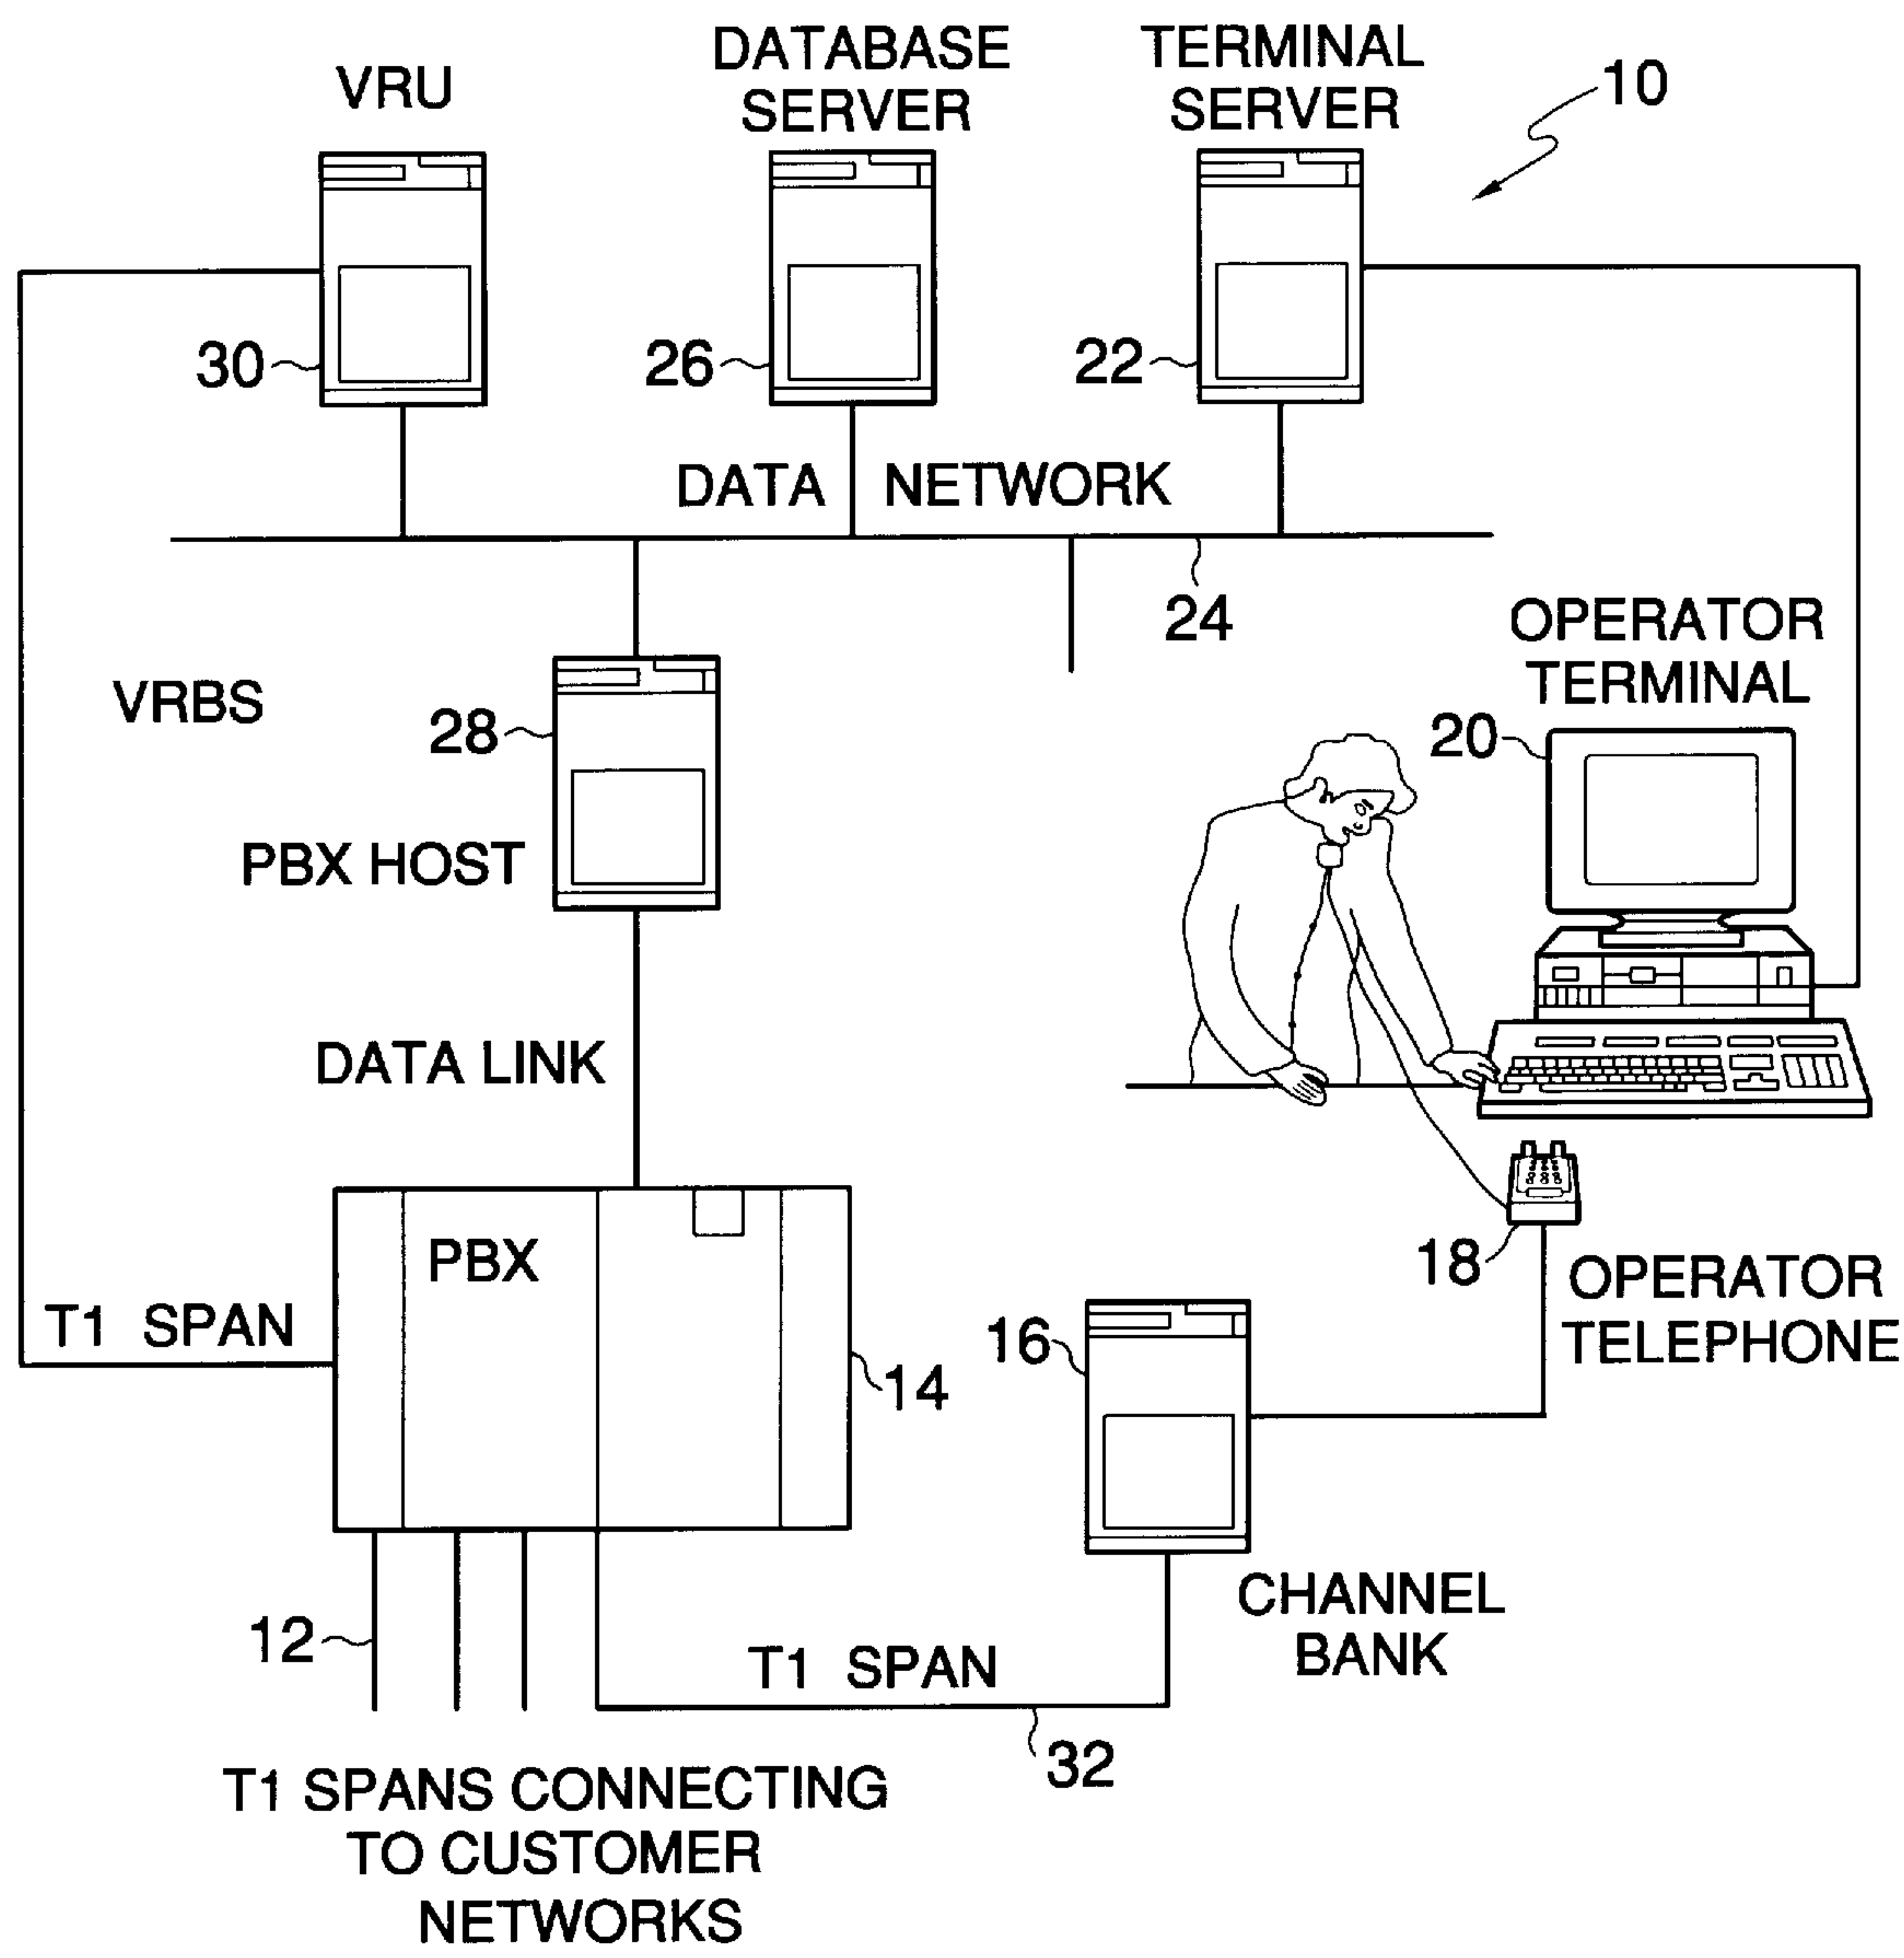 VRU
DATABASE
SERVER
TERMINAL
SERVER
10
30
26
22
DATA NETWORK
24
VRBS
28
PBX HOST
OPERATOR
TERMINAL
20
DATA LINK
PBX
T1 SPAN
14
16
18
OPERATOR
TELEPHONE
12
T1 SPAN
32
CHANNEL
BANK
T1 SPANS CONNECTING
TO CUSTOMER
NETWORKS